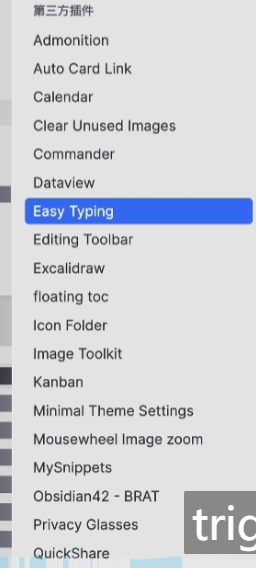 第三方插件
Admonition
Auto Card Link
Calendar
Clear Unused Images
Commander
Dataview
Easy Typing
Editing Toolbar
Excalidraw
floating toc
Icon Folder
Image Toolkit
Kanban
Minimal Theme Settings
Mousewheel Image zoom
MySnippets
Obsidian42 - BRAT
Privacy Glasses
trig
QuickShare